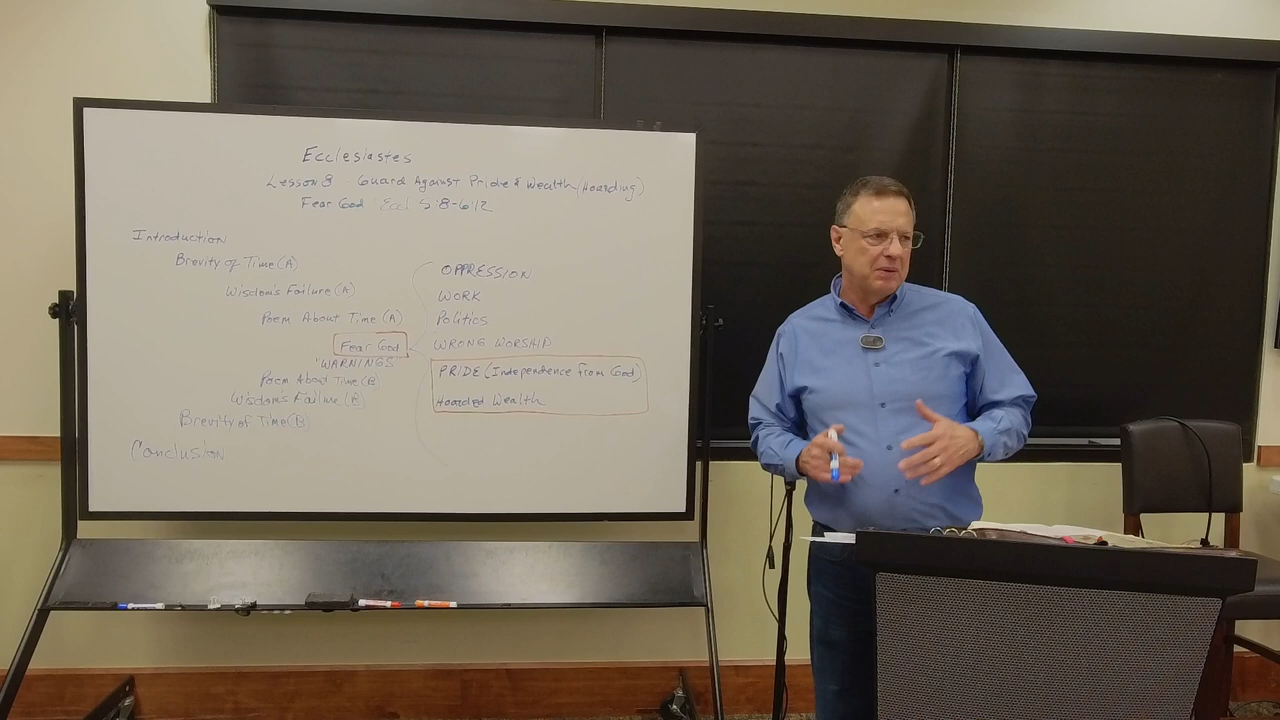 Ecclesiastes
Lesson 8 Guard Against Pride & Wealth (Hoarding)
Fear God Eccl 5:8-6:12
Introduction
Brevity of Time (A)
Wisdom's Failure (A)
Poem About Time (A)
Fear God
"WARNINGS"
Poem About Time (B)
Wisdom's Failure (B)
Brevity of Time (B)
Conclusion
OPPRESSION
WORK
Politics
WRONG WORSHIP
PRIDE (Independence from God)
Hoarded Wealth